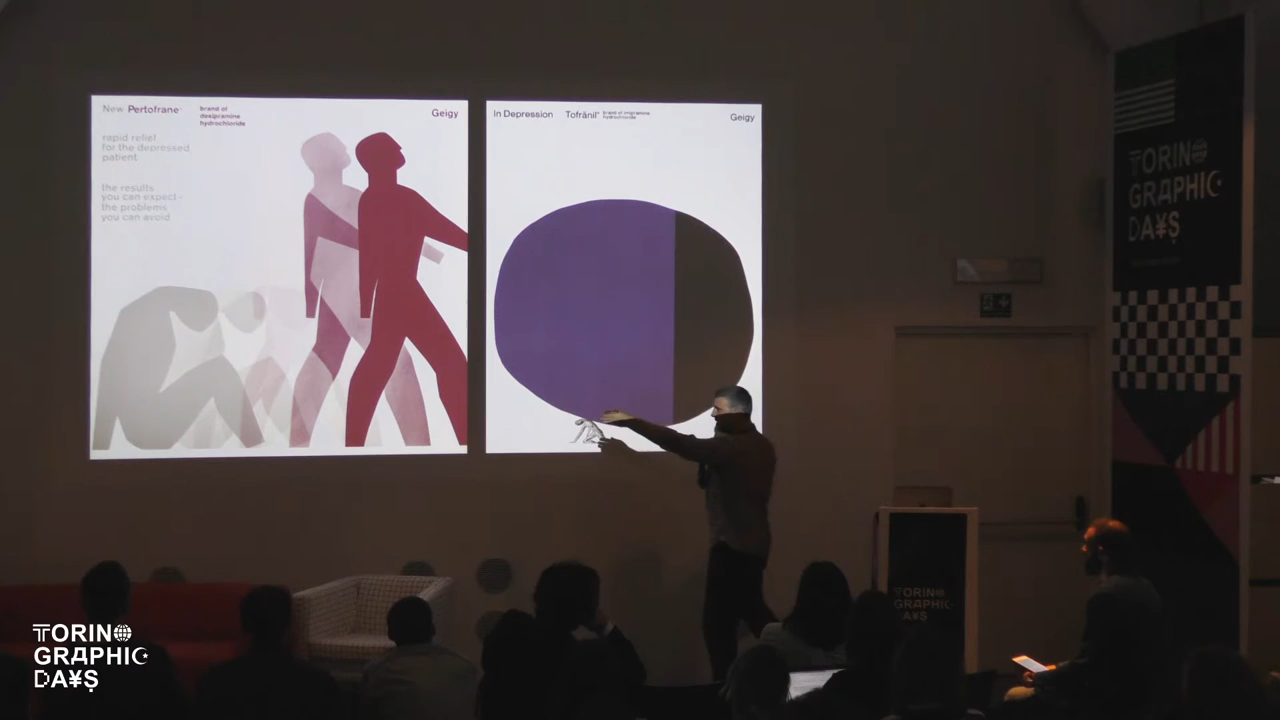 New Pertofrane®
brand of
desipramine
hydrochloride
Geigy
rapid relief
for the depressed
patient
the results
you can expect–
the problems
you can avoid
In Depression
Tofrānil®
brand of imipramine
hydrochloride
Geigy
TORINO
GRAPHIC
DA¥Ș
TORINO
GRAPHIC
DA¥Ș
TORINO
GRAPHIC
DA¥Ș